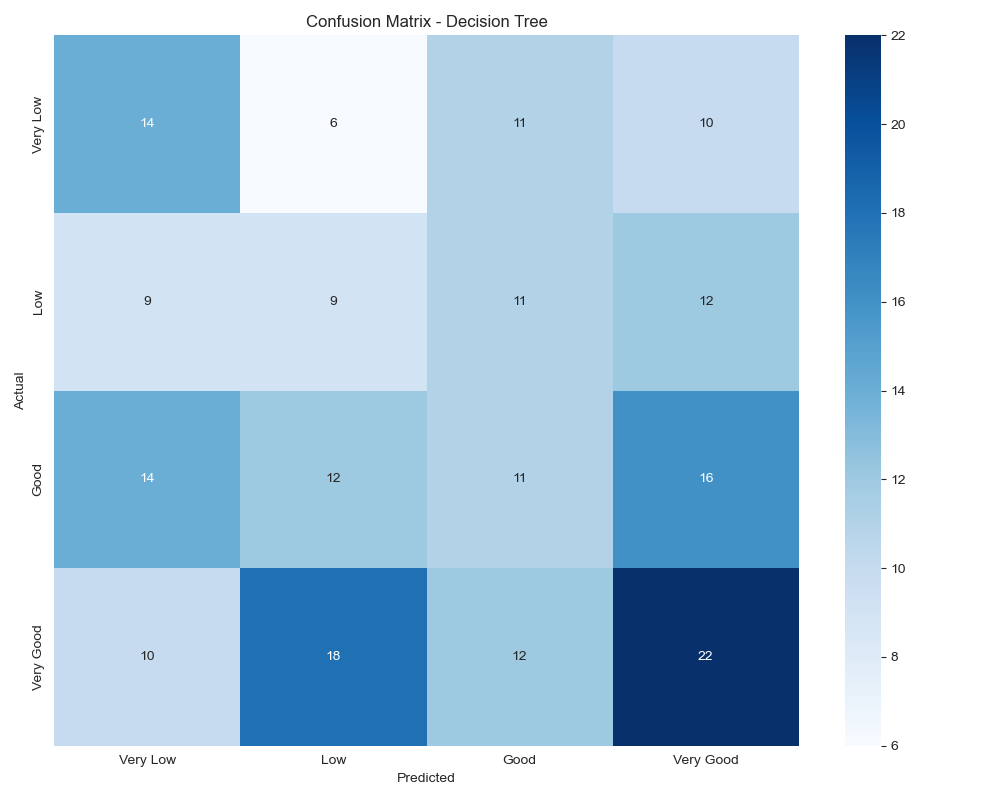 Confusion Matrix - Decision Tree
Very Low 14 6 11 10
Low 9 9 11 12
Good 14 12 11 16
Very Good 10 18 12 22
Actual
Very Low Low Good Very Good
Predicted
22
20
18
16
14
12
10
8
6